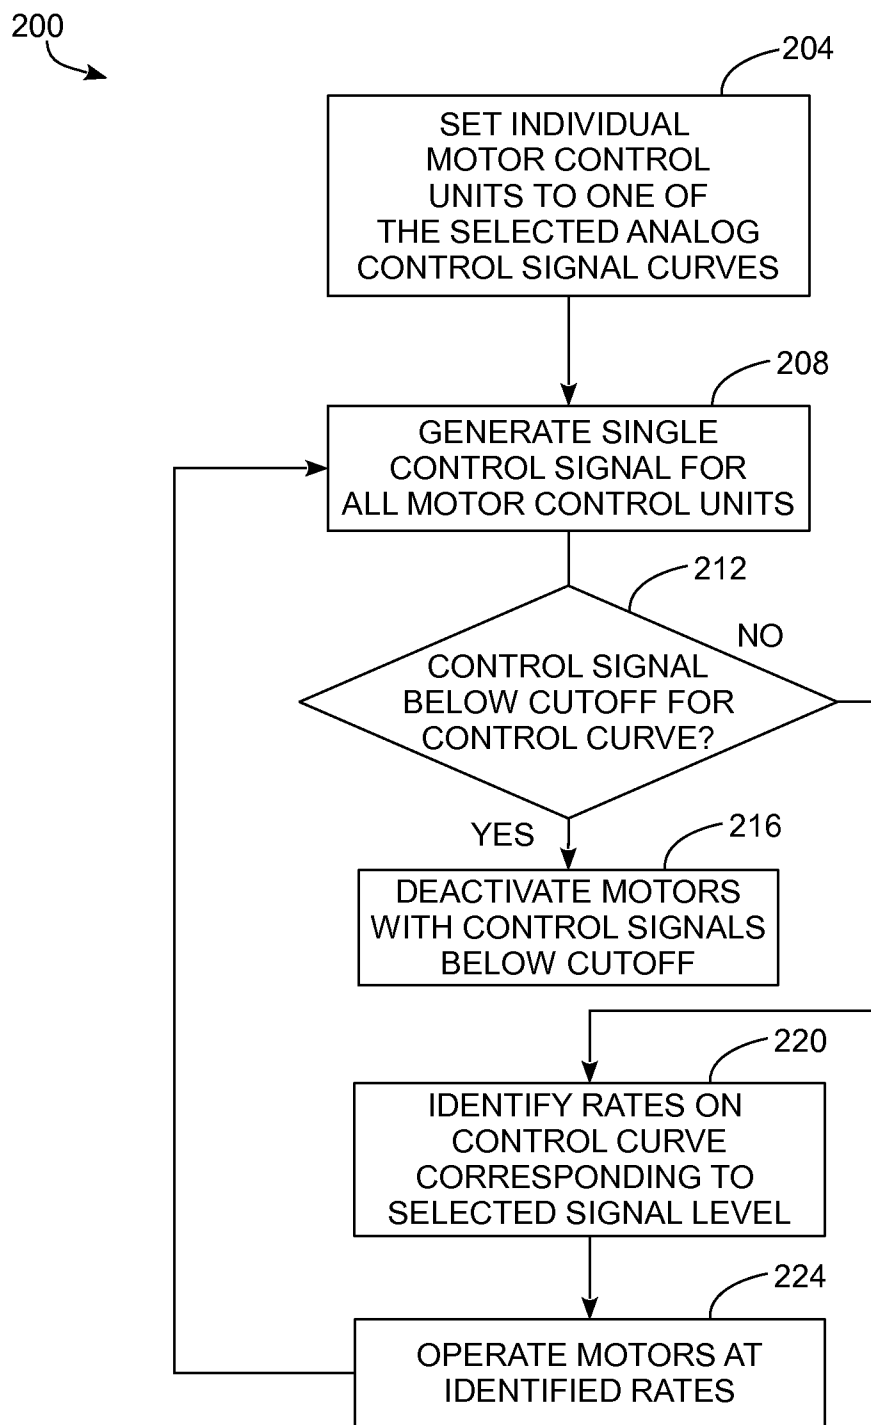 200
204
SET INDIVIDUAL
MOTOR CONTROL
UNITS TO ONE OF
THE SELECTED ANALOG
CONTROL SIGNAL CURVES
208
GENERATE SINGLE
CONTROL SIGNAL FOR
ALL MOTOR CONTROL UNITS
212
NO
CONTROL SIGNAL
BELOW CUTOFF FOR
CONTROL CURVE?
YES
216
DEACTIVATE MOTORS
WITH CONTROL SIGNALS
BELOW CUTOFF
220
IDENTIFY RATES ON
CONTROL CURVE
CORRESPONDING TO
SELECTED SIGNAL LEVEL
224
OPERATE MOTORS AT
IDENTIFIED RATES